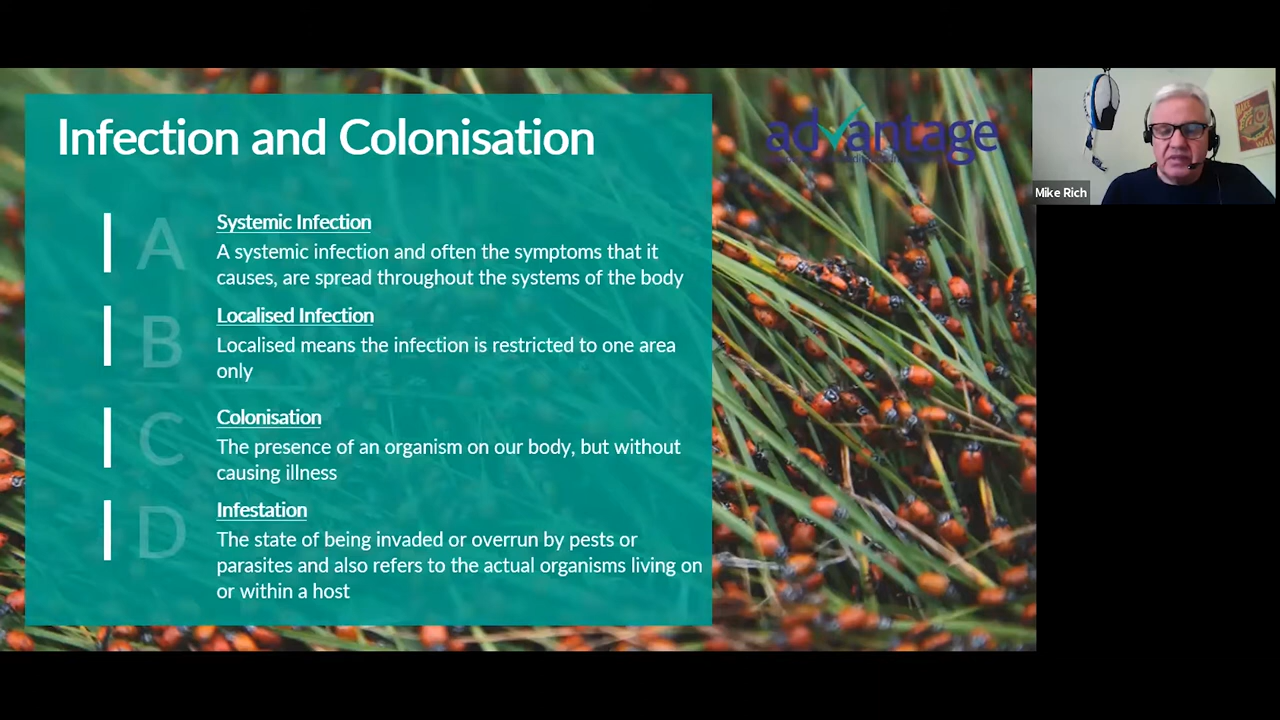 Infection and Colonisation
advantage
A
Systemic Infection
A systemic infection and often the symptoms that it
causes, are spread throughout the systems of the body
B
Localised Infection
Localised means the infection is restricted to one area
only
C
Colonisation
The presence of an organism on our body, but without
causing illness
D
Infestation
The state of being invaded or overrun by pests or
parasites and also refers to the actual organisms living on
or within a host
Mike Rich